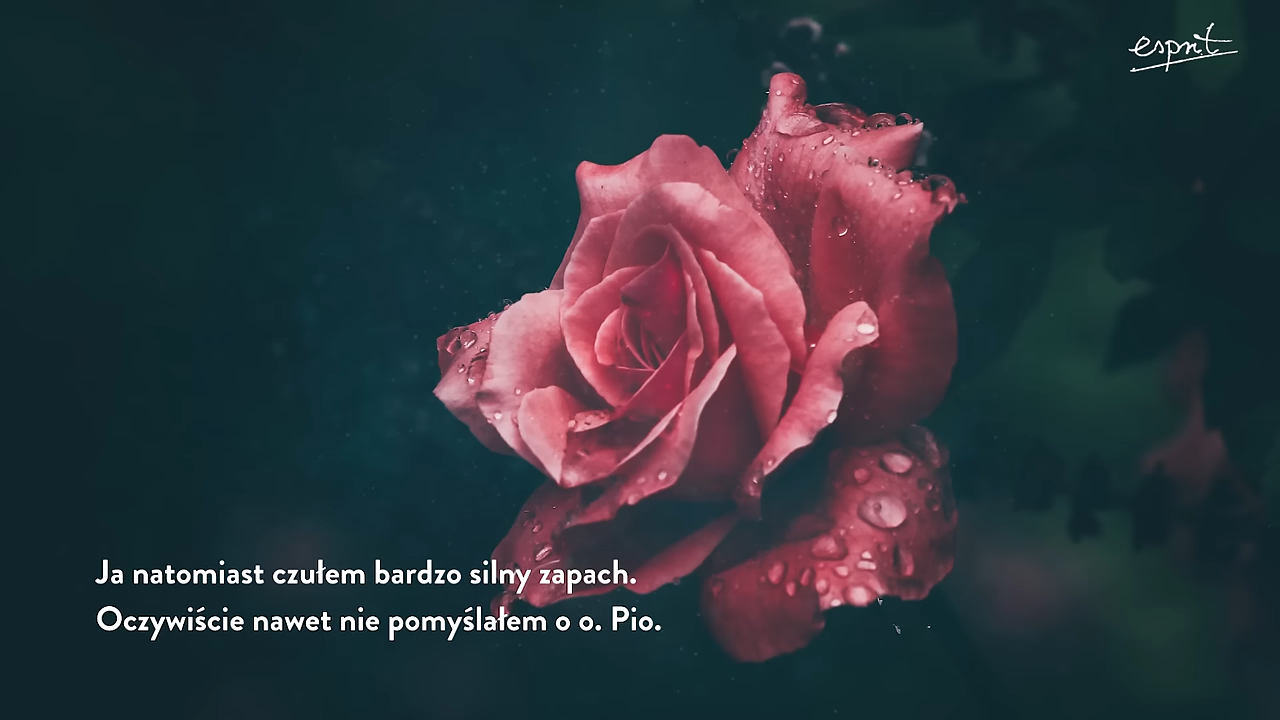 esprit
Ja natomiast czułem bardzo silny zapach.
Oczywiście nawet nie pomyślałem o o. Pio.